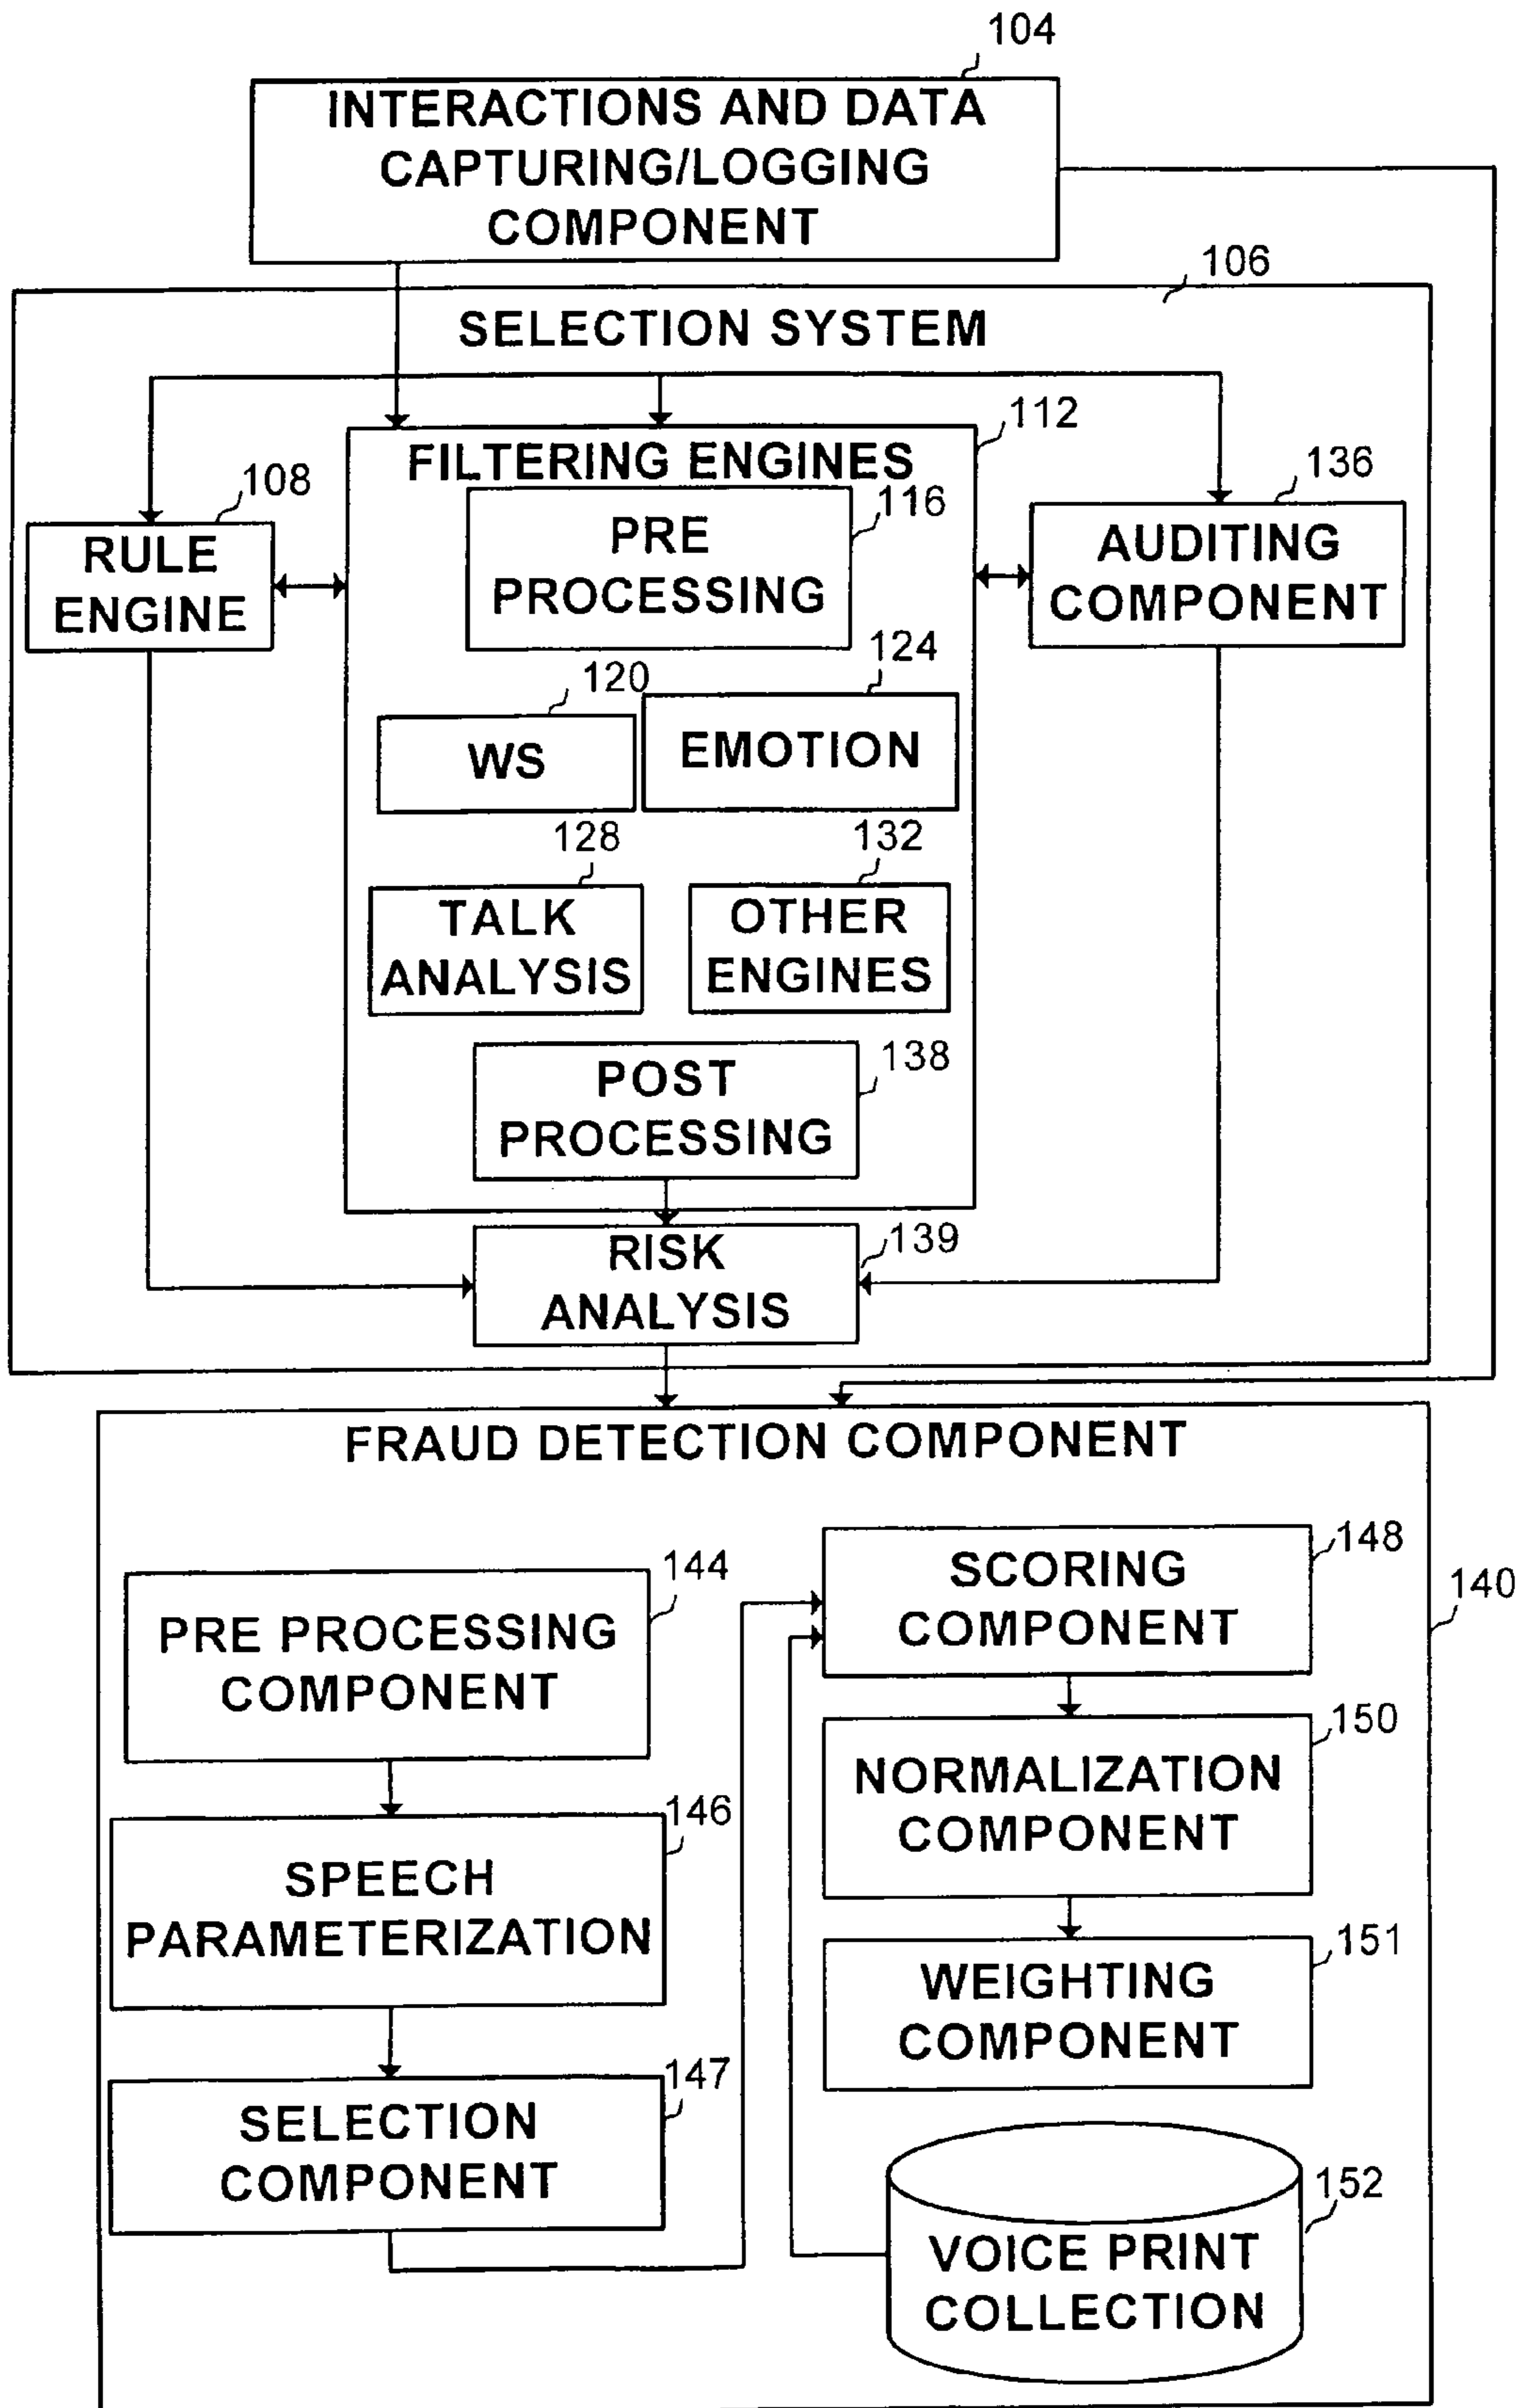 104
INTERACTIONS AND DATA
CAPTURING/LOGGING
COMPONENT
106
SELECTION SYSTEM
112
FILTERING ENGINES
108
RULE
ENGINE
116
PRE
PROCESSING
136
AUDITING
COMPONENT
120
WS
124
EMOTION
128
TALK
ANALYSIS
132
OTHER
ENGINES
138
POST
PROCESSING
139
RISK
ANALYSIS
FRAUD DETECTION COMPONENT
140
144
PRE PROCESSING
COMPONENT
146
SPEECH
PARAMETERIZATION
147
SELECTION
COMPONENT
148
SCORING
COMPONENT
150
NORMALIZATION
COMPONENT
151
WEIGHTING
COMPONENT
152
VOICE PRINT
COLLECTION